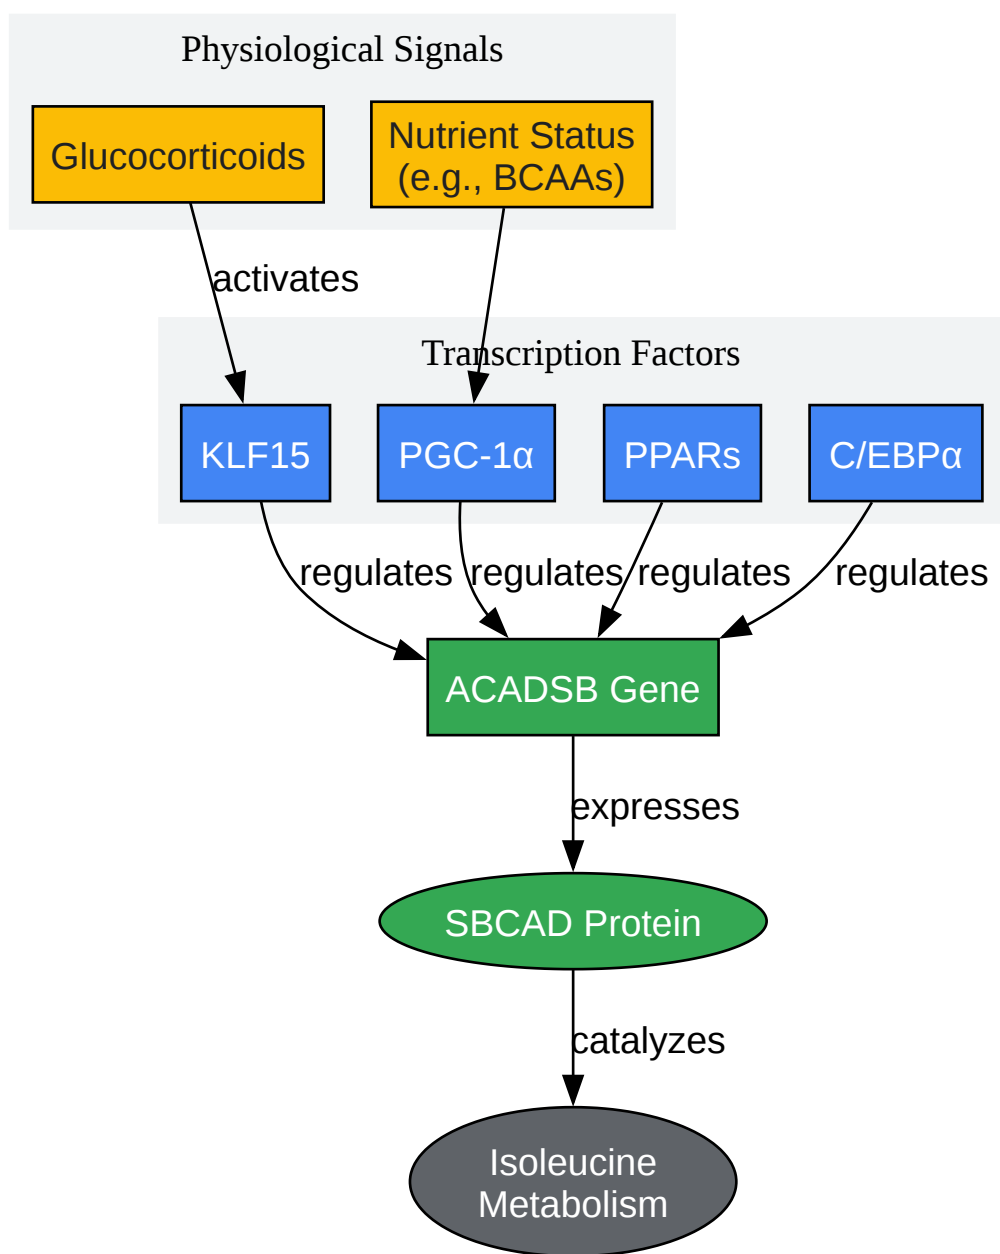 Physiological Signals
Glucocorticoids
Nutrient Status
(e.g., BCAAs)
activates
Transcription Factors
KLF15
PGC-1α
PPARs
C/EBPα
regulates
regulates
regulates
regulates
ACADSB Gene
expresses
SBCAD Protein
catalyzes
Isoleucine
Metabolism